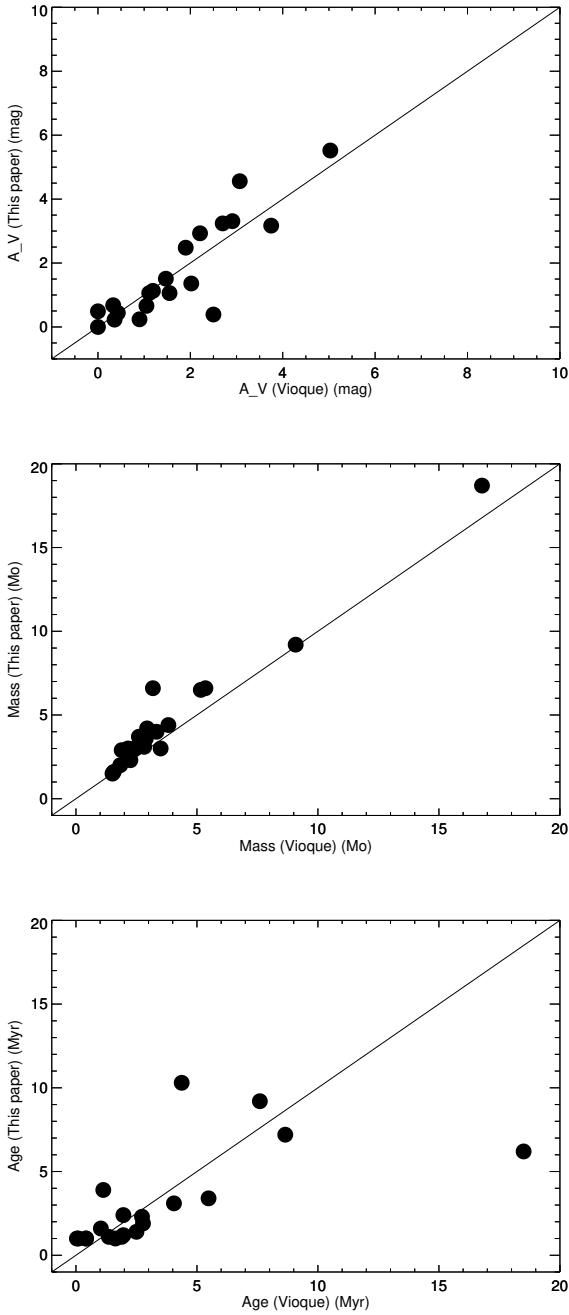 10
8
6
4
2
0
A_V (This paper) (mag)
0 2 4 6 8 10
A_V (Vioque) (mag)
20
15
10
5
0
Mass (This paper) (Mo)
0 5 10 15 20
Mass (Vioque) (Mo)
20
15
10
5
0
Age (This paper) (Myr)
0 5 10 15 20
Age (Vioque) (Myr)